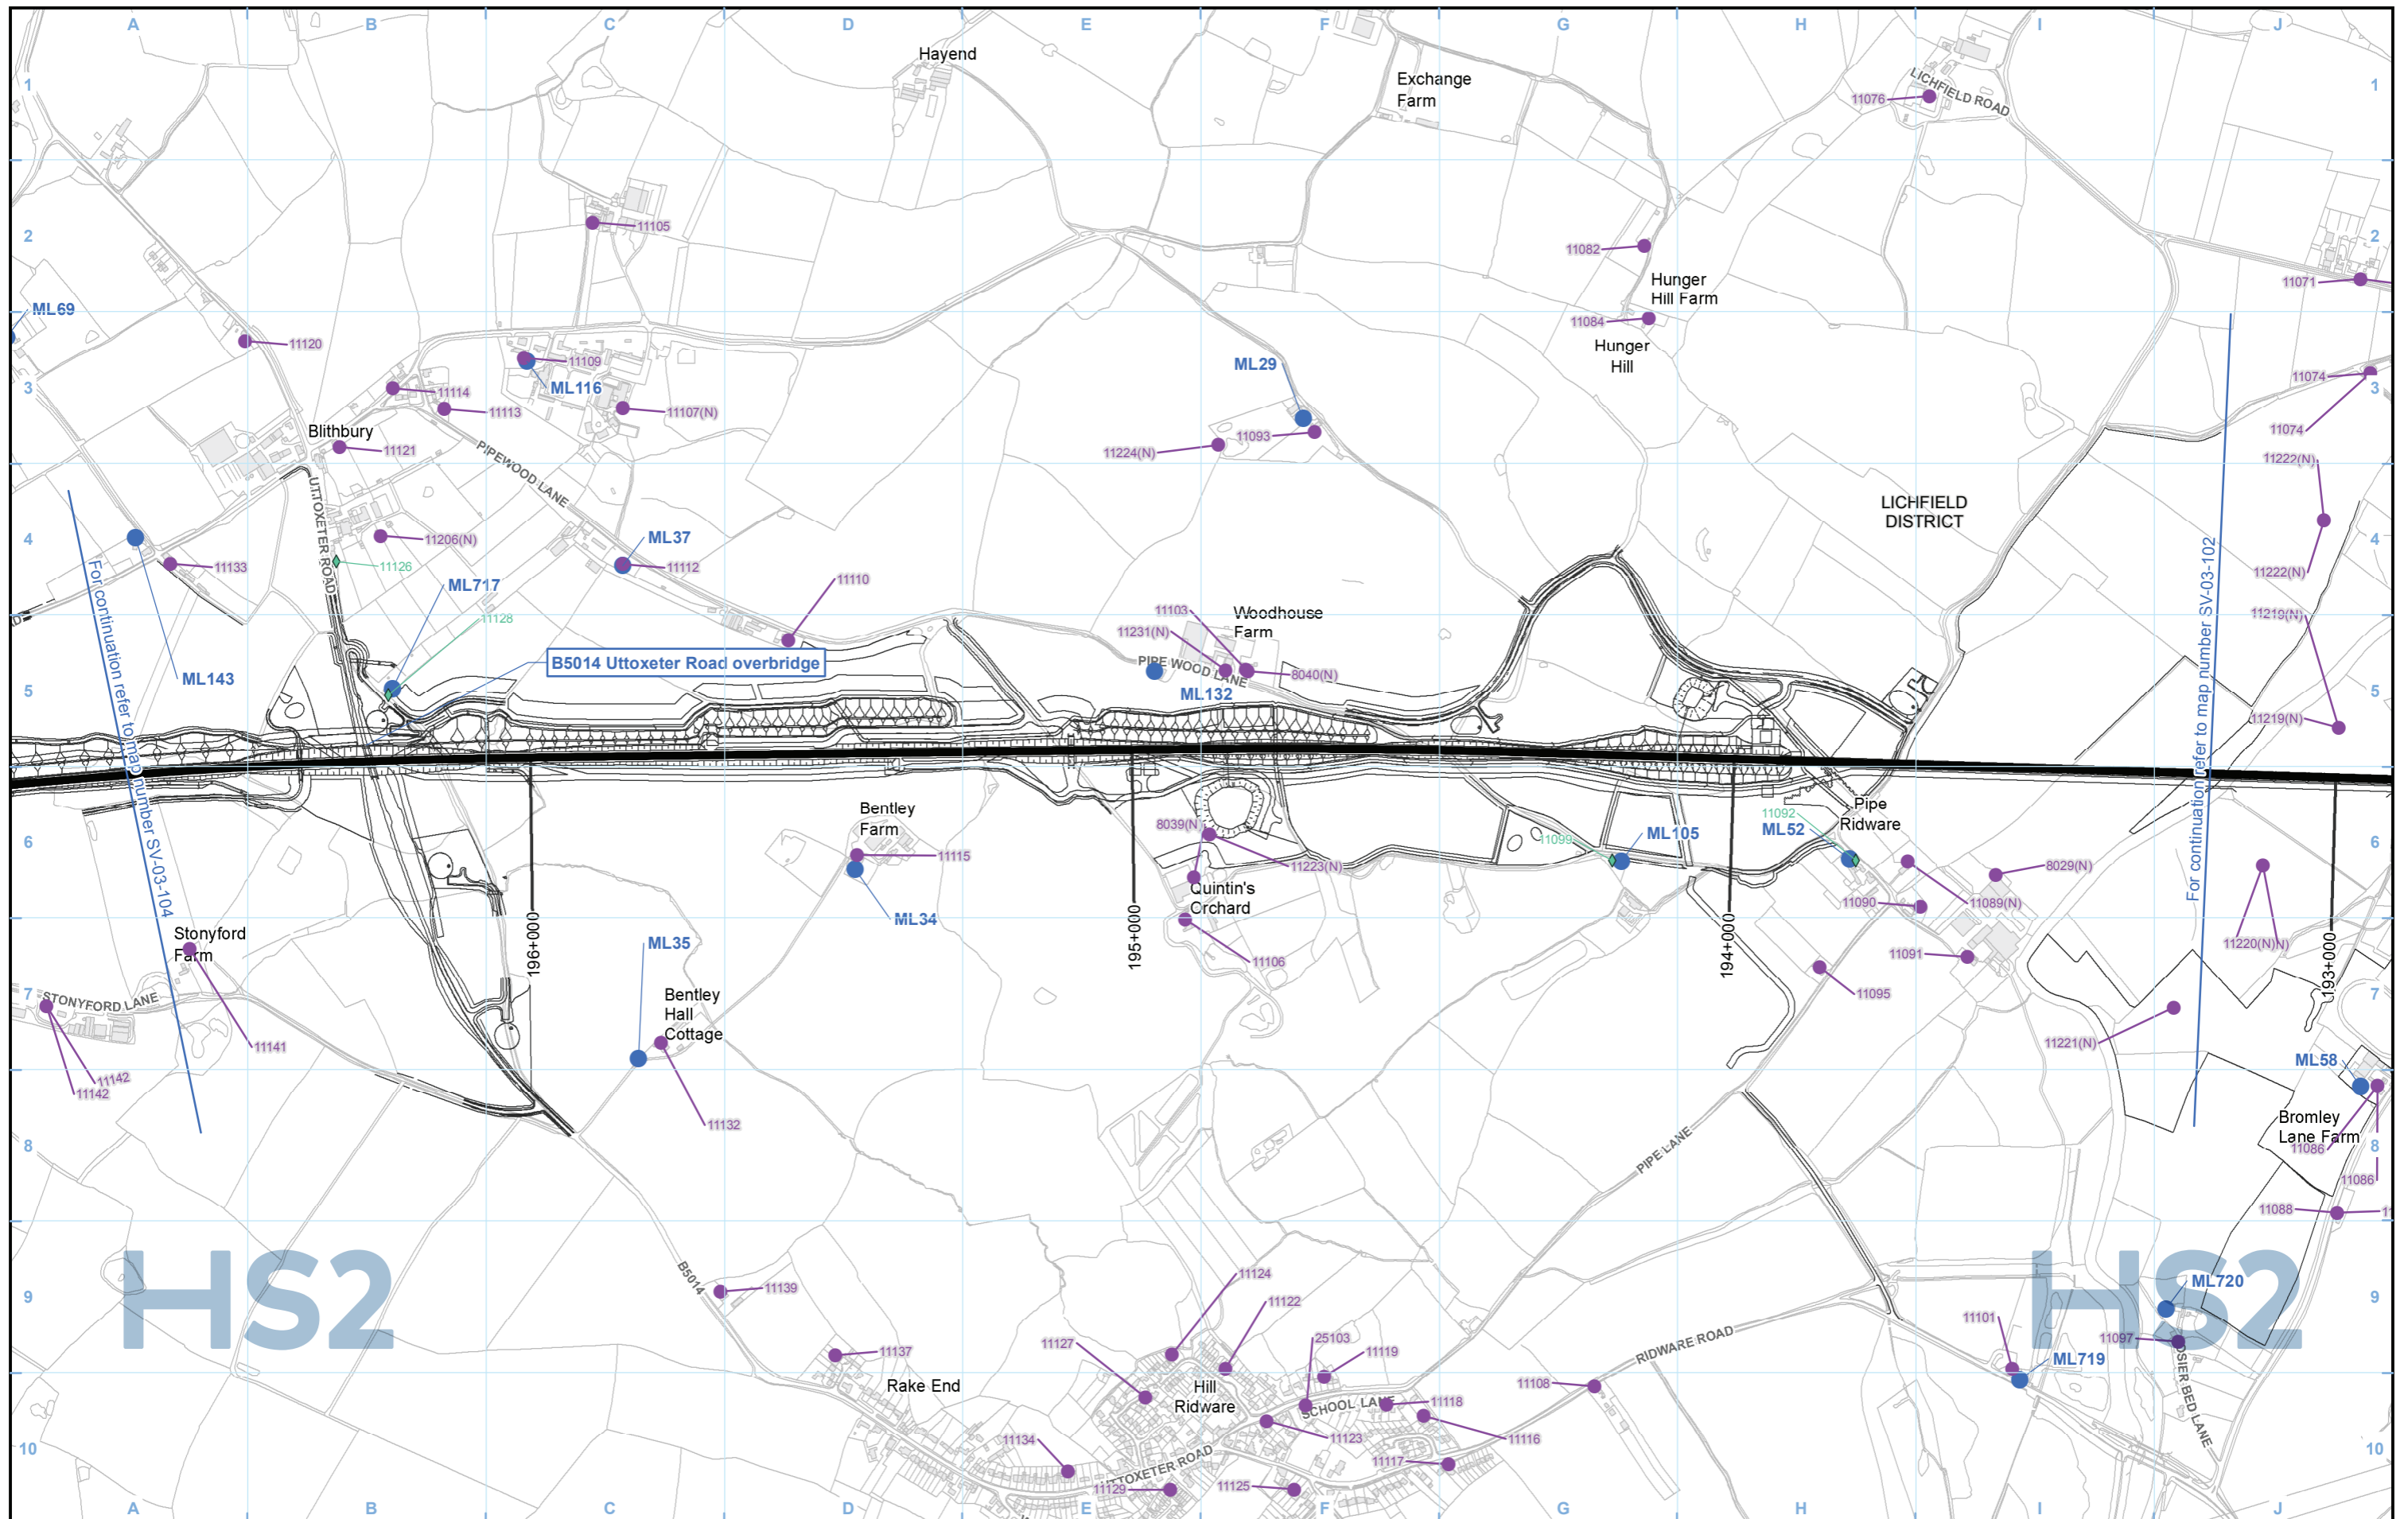 A B C D E F G H I J
Hayend
Exchange
Farm
1
1
LICHFIELD ROAD
11076
11105
2
2
11082
Hunger
Hill Farm
11071
ML69
11084
Hunger
Hill
11120
11109
ML116
ML29
3
3
11074
11114
11113
11107(N)
11074
Blithbury
11121
11093
11224(N)
11222(N)
PIPEWOOD LANE
UTTOXETER ROAD
LICHFIELD
DISTRICT
4
4
11206(N)
ML37
11133
11126
11112
11110
11222(N)
ML717
11128
11103
Woodhouse
Farm
11219(N)
11231(N)
B5014 Uttoxeter Road overbridge
PIPE WOOD LANE
8040(N)
ML143
ML132
5
5
11219(N)
For continuation refer to map number SV-03-104
For continuation refer to map number SV-03-102
Bentley
Farm
8039(N)
11092
Pipe
Ridware
ML52
ML105
11099
6
6
11115
11223(N)
8029(N)
Quintin's
Orchard
11090
11089(N)
ML34
196+000
195+000
194+000
193+000
Stonyford
Farm
ML35
11220(N)
11106
11091
11095
7
7
STONYFORD LANE
Bentley
Hall
Cottage
11141
11221(N)
ML58
11142
11142
11132
Bromley
Lane Farm
11086
8
8
PIPE LANE
11086
11088
HS2
HS2
B5014
11139
11124
11122
ML720
9
9
11127
25103
11119
11101
11097
11137
RIDWARE ROAD
ML719
Rake End
Hill
Ridware
11108
SCHOOL LANE
11118
OSIER BED LANE
11134
11123
11116
10
10
UTTOXETER ROAD
11117
11129
11125
A B C D E F G H I J